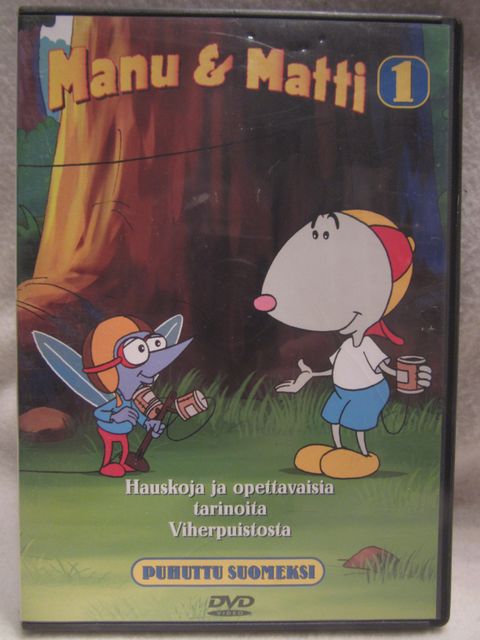 Manu & Matti 1
Hauskoja ja opettavaisia
tarinoita
Viherpuistosta
PUHUTTU SUOMEKSI
DVD
VIDEO